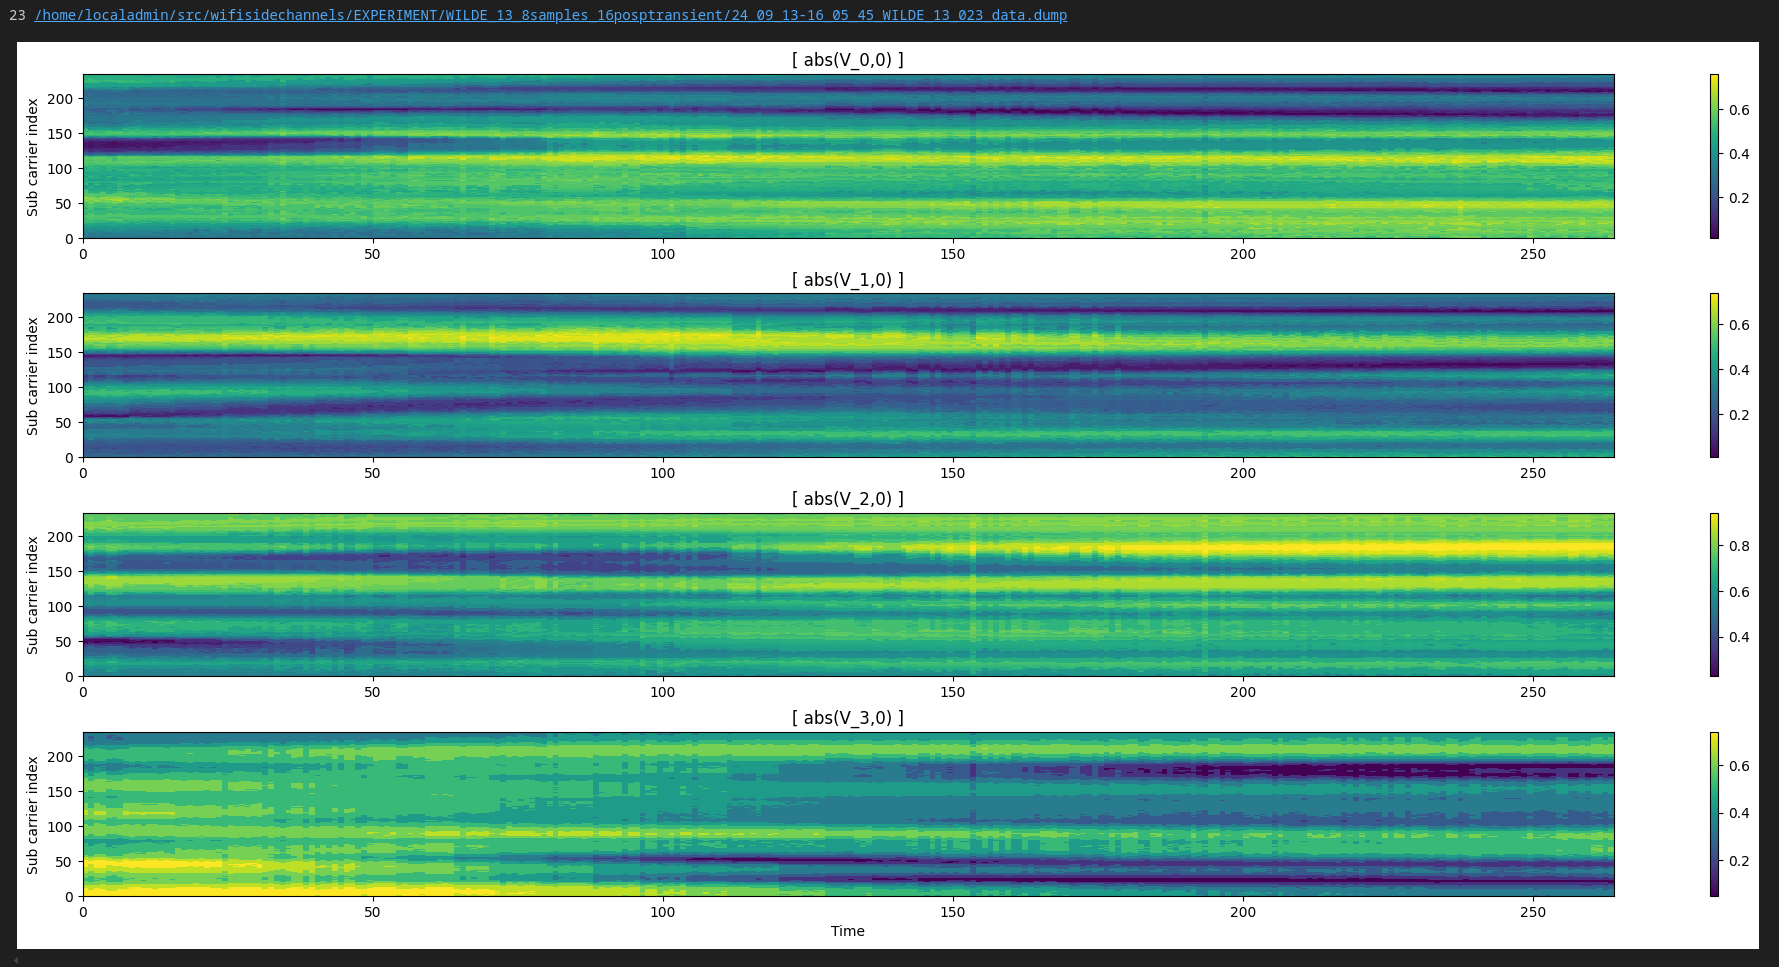 23 /home/localadmin/src/wifisidechannels/EXPERIMENT/WILDE_13_8samples_16posptransient/24_09_13-16_05_45_WILDE_13_023_data.dump
[ abs(V_0,0) ]
Sub carrier index
200
150
100
50
0
0 50 100 150 200 250
0.6
0.4
0.2
[ abs(V_1,0) ]
Sub carrier index
200
150
100
50
0
0 50 100 150 200 250
0.6
0.4
0.2
[ abs(V_2,0) ]
Sub carrier index
200
150
100
50
0
0 50 100 150 200 250
0.8
0.6
0.4
[ abs(V_3,0) ]
Sub carrier index
200
150
100
50
0
0 50 100 150 200 250
0.6
0.4
0.2
Time